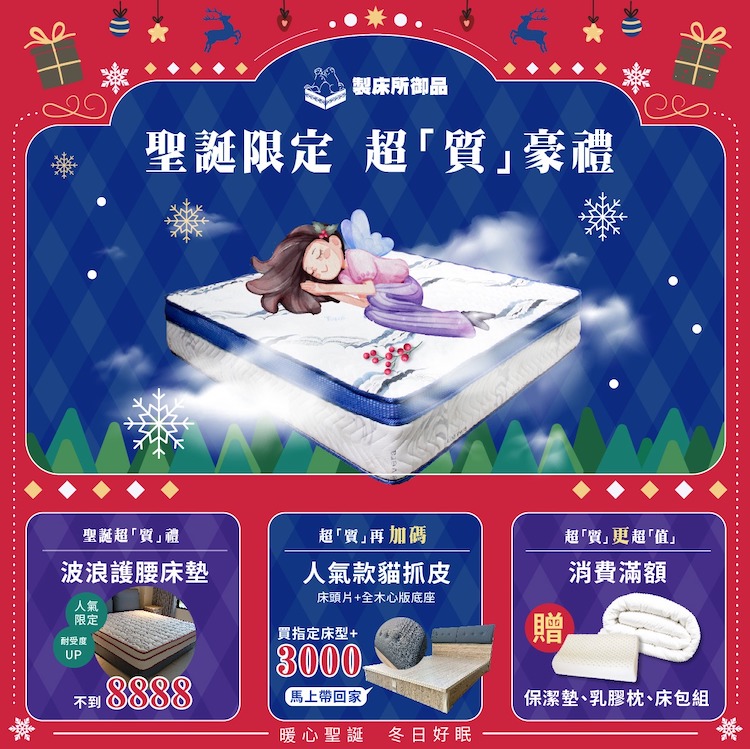 製床所御品
聖誕限定 超「質」豪禮
聖誕超「質」禮
波浪護腰床墊
人氣
限定
耐受度
UP
不到8888
超「質」再加碼
人氣款貓抓皮
床頭片+全木心版底座
買指定床型+
3000
馬上帶回家
超「質」更超「值」
消費滿額
贈
保潔墊、乳膠枕、床包組
暖心聖誕 冬日好眠